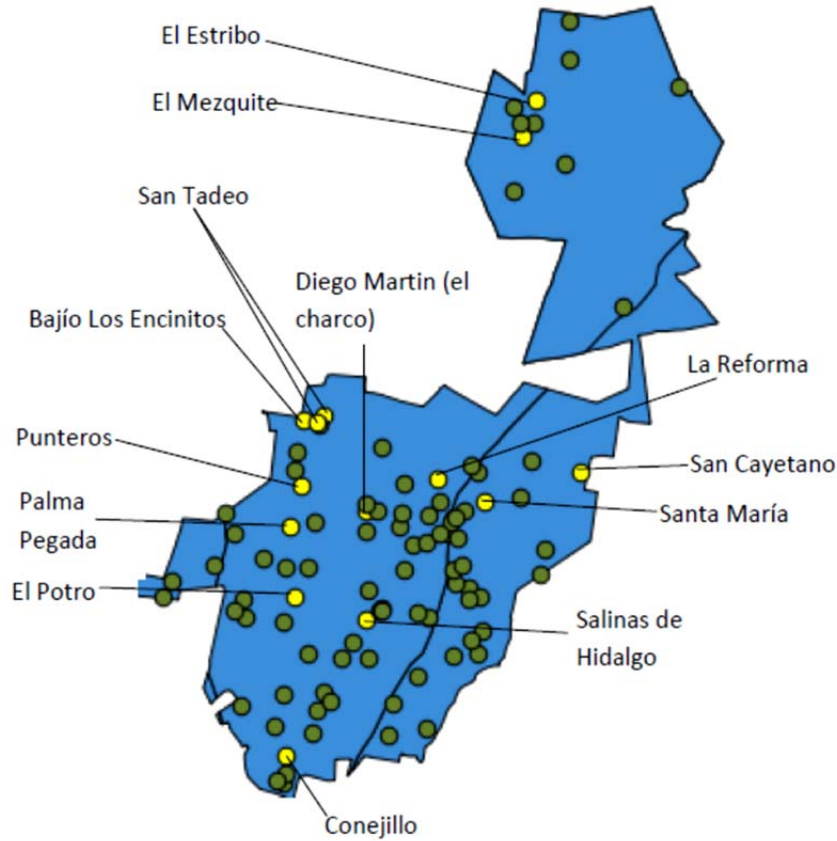 El Estribo
El Mezquite
San Tadeo
Diego Martin (el
charco)
Bajío Los Encinitos
La Reforma
Punteros
San Cayetano
Palma
Pegada
Santa María
El Potro
Salinas de
Hidalgo
Conejillo